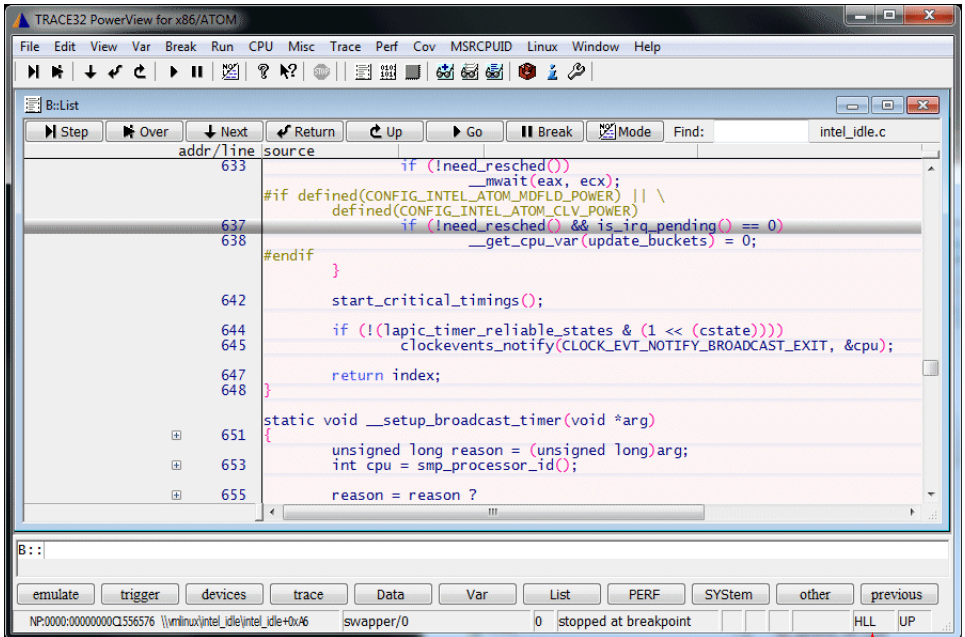 TRACE32 PowerView for x86/ATOM
File Edit View Var Break Run CPU Misc Trace Perf Cov MSRCPUID Linux Window Help
B::List
Step Over Next Return Up Go Break Mode Find: intel_idle.c
addr/line source
633 if (!need_resched())
__mwait(eax, ecx);
#if defined(CONFIG_INTEL_ATOM_MDFLD_POWER) || \
defined(CONFIG_INTEL_ATOM_CLV_POWER)
637 if (!need_resched() && is_irq_pending() == 0)
638 __get_cpu_var(update_buckets) = 0;
#endif
}
642 start_critical_timings();
644 if (!(lapic_timer_reliable_states & (1 << (cstate))))
645 clockevents_notify(CLOCK_EVT_NOTIFY_BROADCAST_EXIT, &cpu);
647 return index;
648 }
static void __setup_broadcast_timer(void *arg)
651 {
unsigned long reason = (unsigned long)arg;
653 int cpu = smp_processor_id();
655 reason = reason ?
B::
emulate trigger devices trace Data Var List PERF SYStem other previous
NP:0000:00000000C1556576 \\vmlinux\intel_idle\intel_idle+0xA6 swapper/0 0 stopped at breakpoint HLL UP